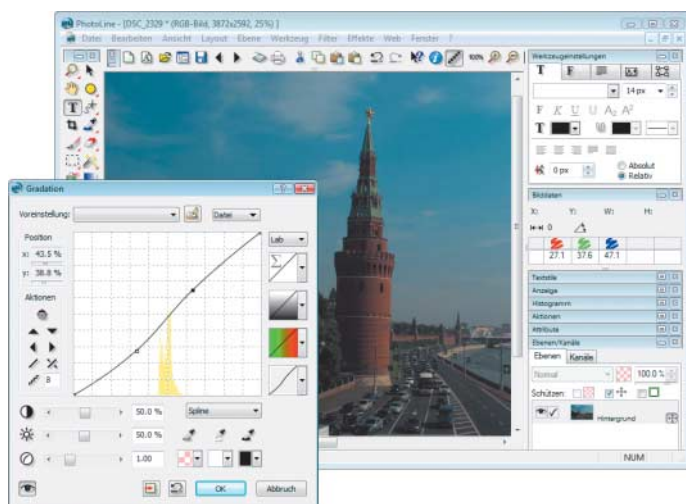 PhotoLine - [DSC_2329 * (RGB-Bild, 3872x2592, 25%) ]
Datei Bearbeiten Ansicht Layout Ebene Werkzeug Filter Effekte Web Fenster ?
100%
Werkzeugeinstellungen
T F
14 px
F K U U A₂ A²
T
0 px
Absolut
Relativ
Bilddaten
X: Y: W: H:
0
27.1 37.6 47.1
Textstile
Anzeige
Histogramm
Aktionen
Attribute
Ebenen/Kanäle
Ebenen Kanäle
Normal 100.0 %
Schützen:
Hintergrund
NUM
Gradation
Voreinstellung: Datei
Position
x: 43.5 %
y: 38.8 %
Aktionen
8
Lab
Σ
50.0 % Spline
50.0 %
1.00
OK Abbruch